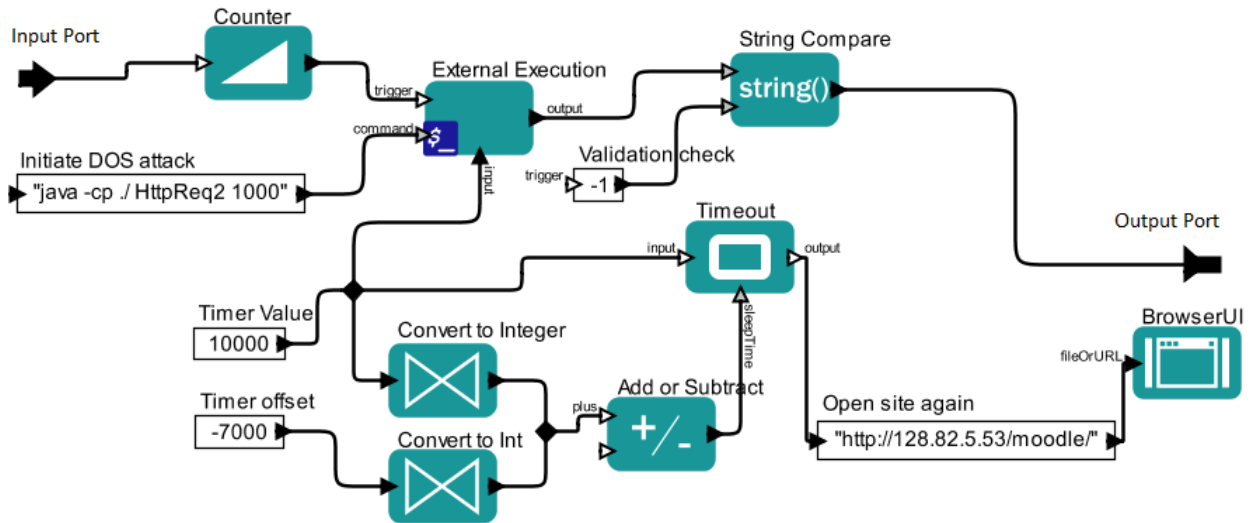 Counter
Input Port
String Compare
External Execution
trigger
output
string()
command
$_
Initiate DOS attack
"java -cp ./ HttpReq2 1000"
input
Validation check
trigger
-1
Timeout
Output Port
input
output
Timer Value
10000
sleepTime
Convert to Integer
BrowserUI
fileOrURL
Timer offset
-7000
Add or Subtract
plus
+/-
Convert to Int
Open site again
"http://128.82.5.53/moodle/"